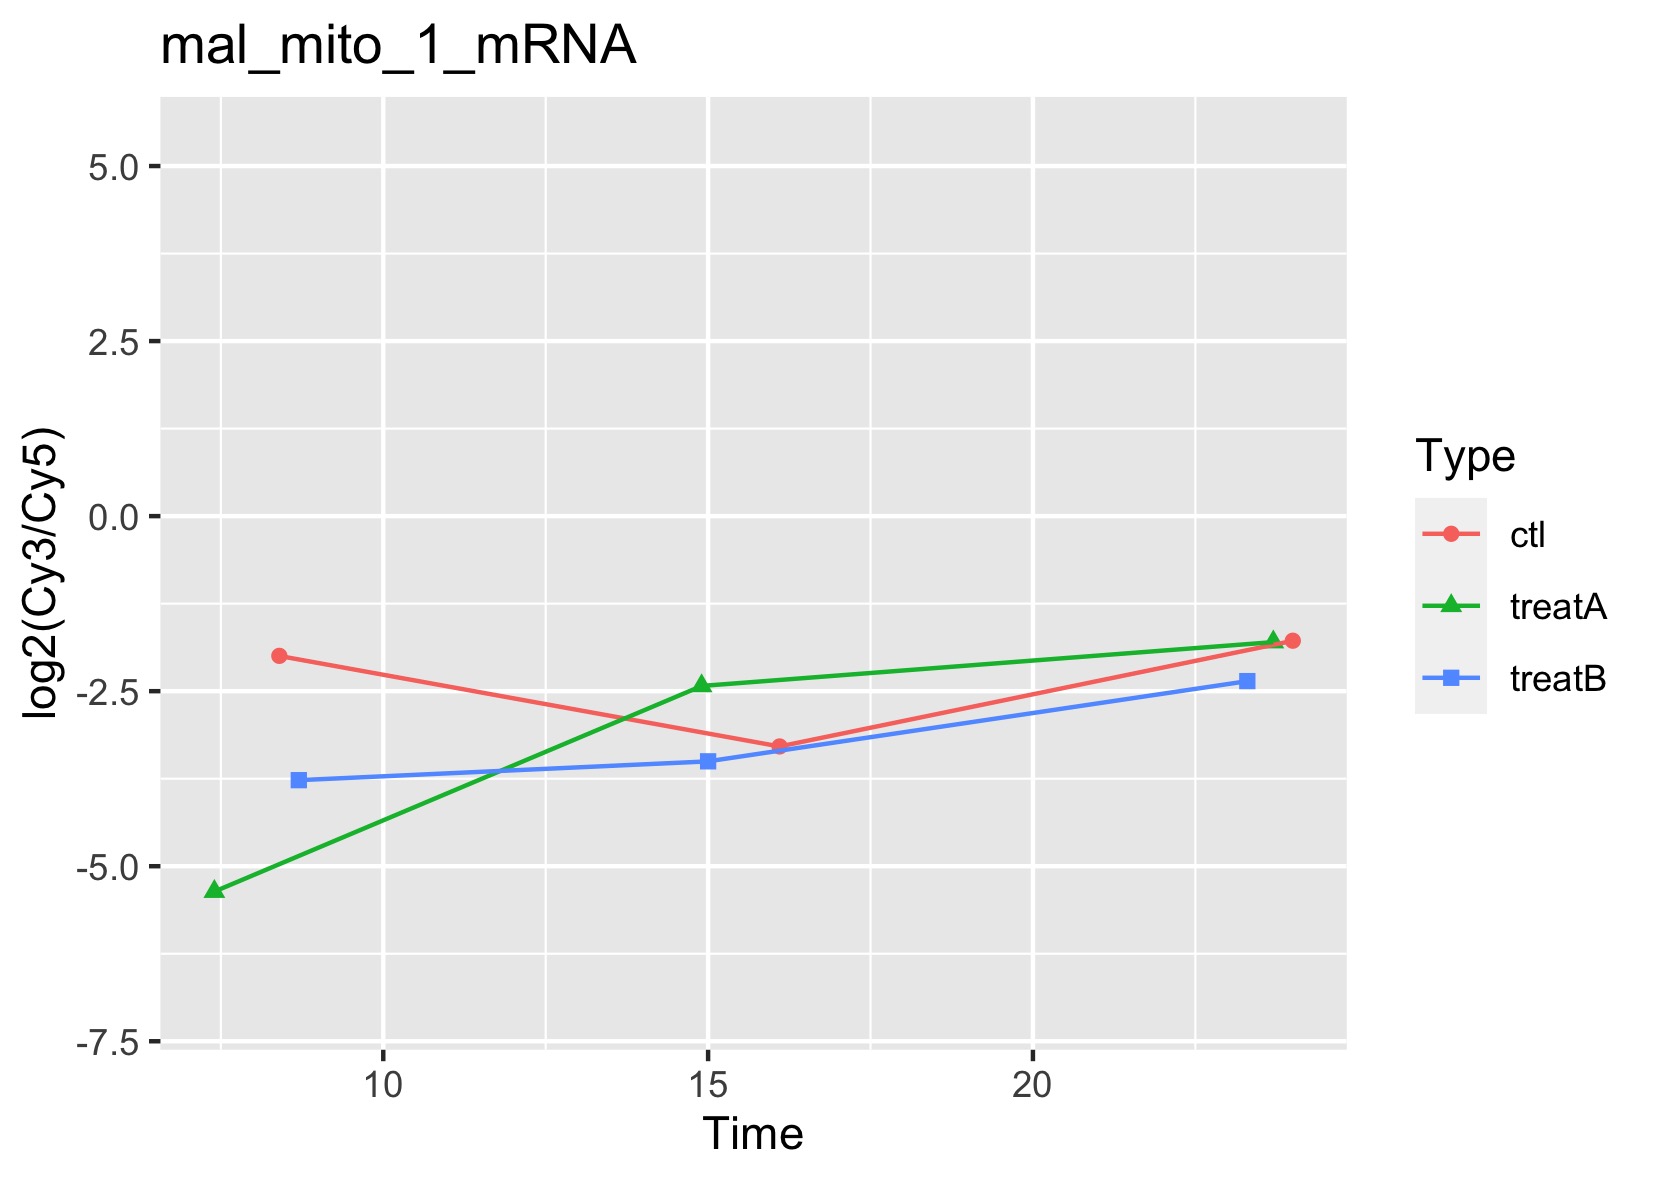 mal_mito_1_mRNA
5.0
2.5
0.0
-2.5
-5.0
-7.5
log2(Cy3/Cy5)
10 15 20
Time
Type
ctl
treatA
treatB